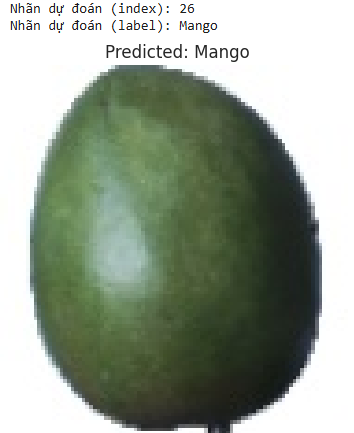 Nhãn dự đoán (index): 26
Nhãn dự đoán (label): Mango
Predicted: Mango